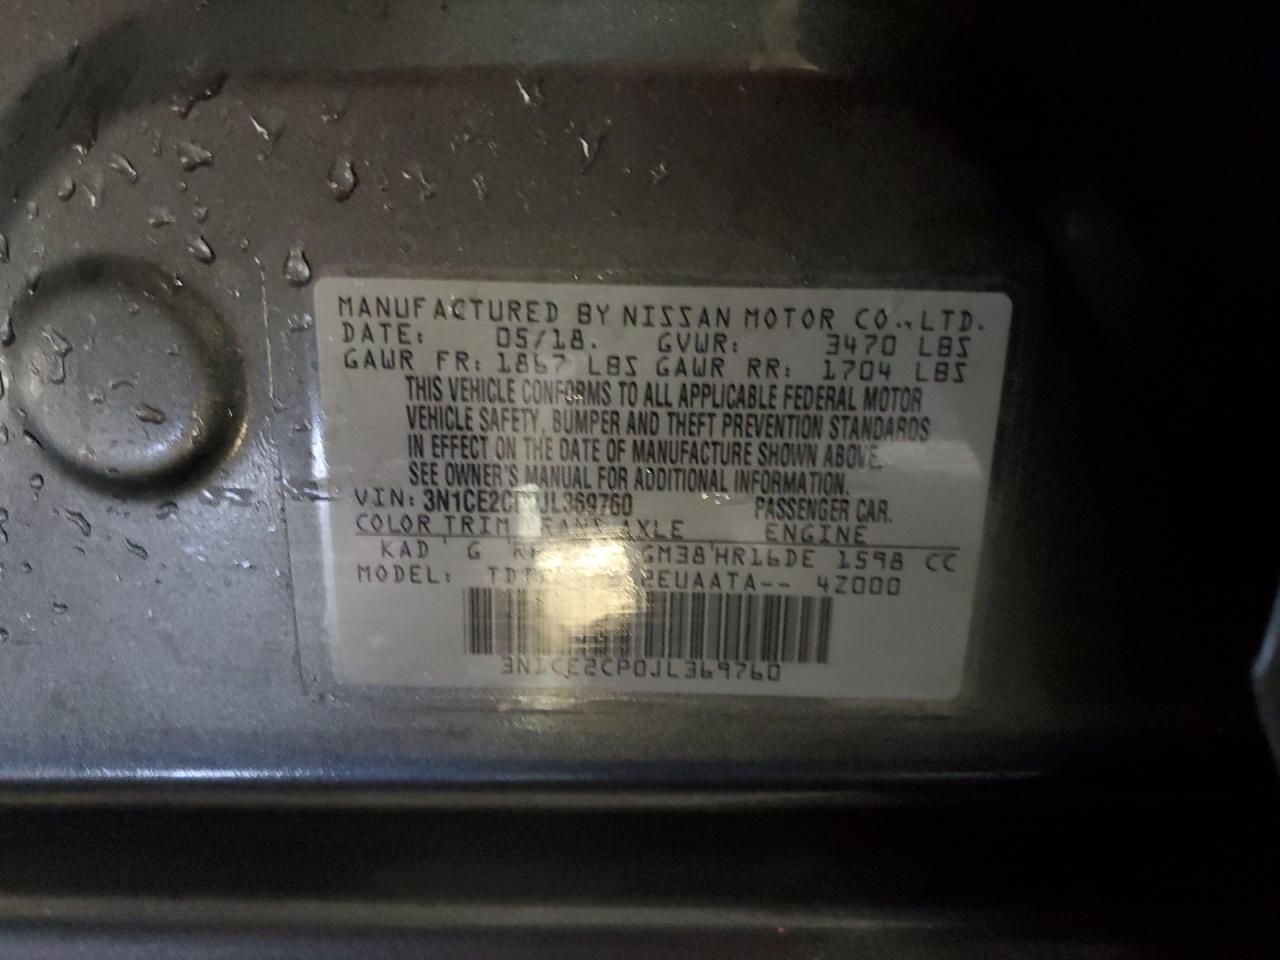 MANUFACTURED BY NISSAN MOTOR CO., LTD.
DATE: 05/18. GVWR: 3470 LBS
GAWR FR: 1867 LBS GAWR RR: 1704 LBS
THIS VEHICLE CONFORMS TO ALL APPLICABLE FEDERAL MOTOR
VEHICLE SAFETY, BUMPER AND THEFT PREVENTION STANDARDS
IN EFFECT ON THE DATE OF MANUFACTURE SHOWN ABOVE.
SEE OWNER'S MANUAL FOR ADDITIONAL INFORMATION.
VIN: PASSENGER CAR.
COLOR TRIM TRANS AXLE ENGINE
KAD G GM38 HR16DE 1598 CC
MODEL: 4Z000
3N1CE2CP0JL369760